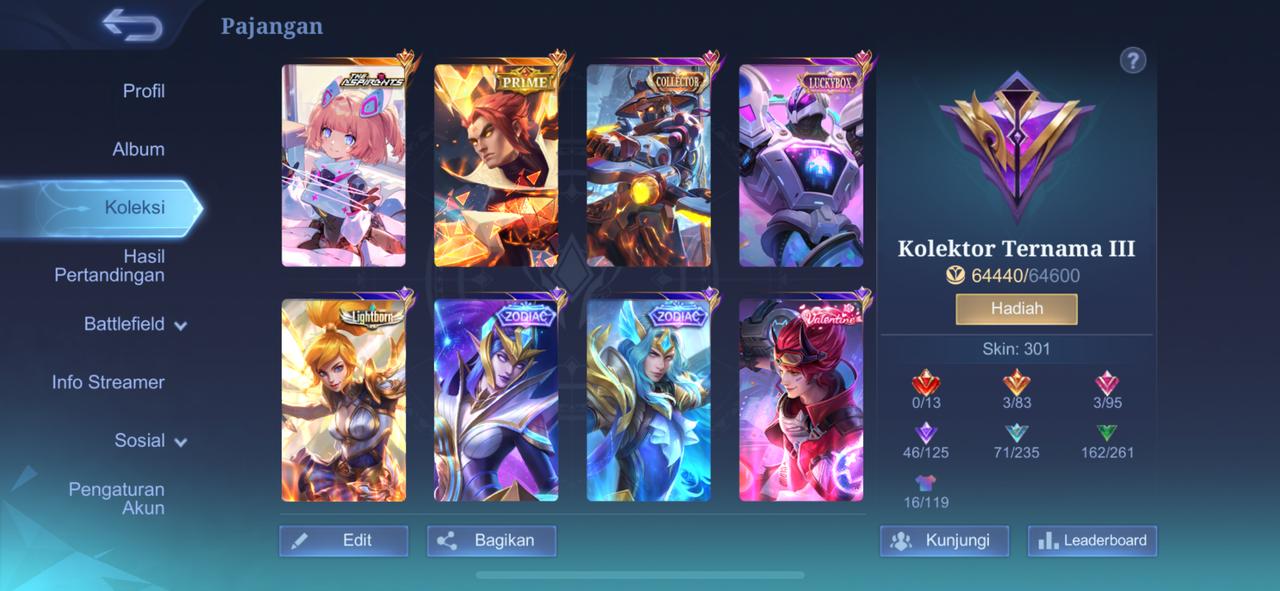 Pajangan
?
Profil
Album
Koleksi
Hasil
Pertandingan
Battlefield
Info Streamer
Sosial
Pengaturan
Akun
THE ASPIRANTS
PRIME
COLLECTOR
LUCKYBOX
Lightborn
ZODIAC
ZODIAC
Valentine
Edit
Bagikan
Kolektor Ternama III
64440/64600
Hadiah
Skin: 301
0/13
3/83
3/95
46/125
71/235
162/261
16/119
Kunjungi
Leaderboard